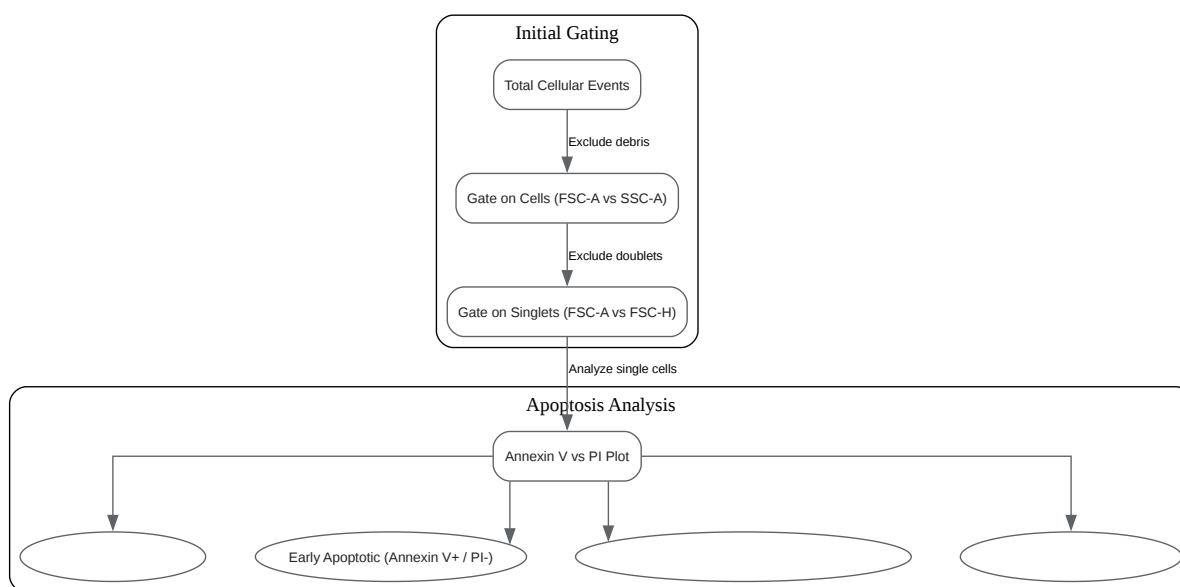 Initial Gating
Total Cellular Events
Exclude debris
Gate on Cells (FSC-A vs SSC-A)
Exclude doublets
Gate on Singlets (FSC-A vs FSC-H)
Analyze single cells
Apoptosis Analysis
Annexin V vs PI Plot
Early Apoptotic (Annexin V+ / PI-)